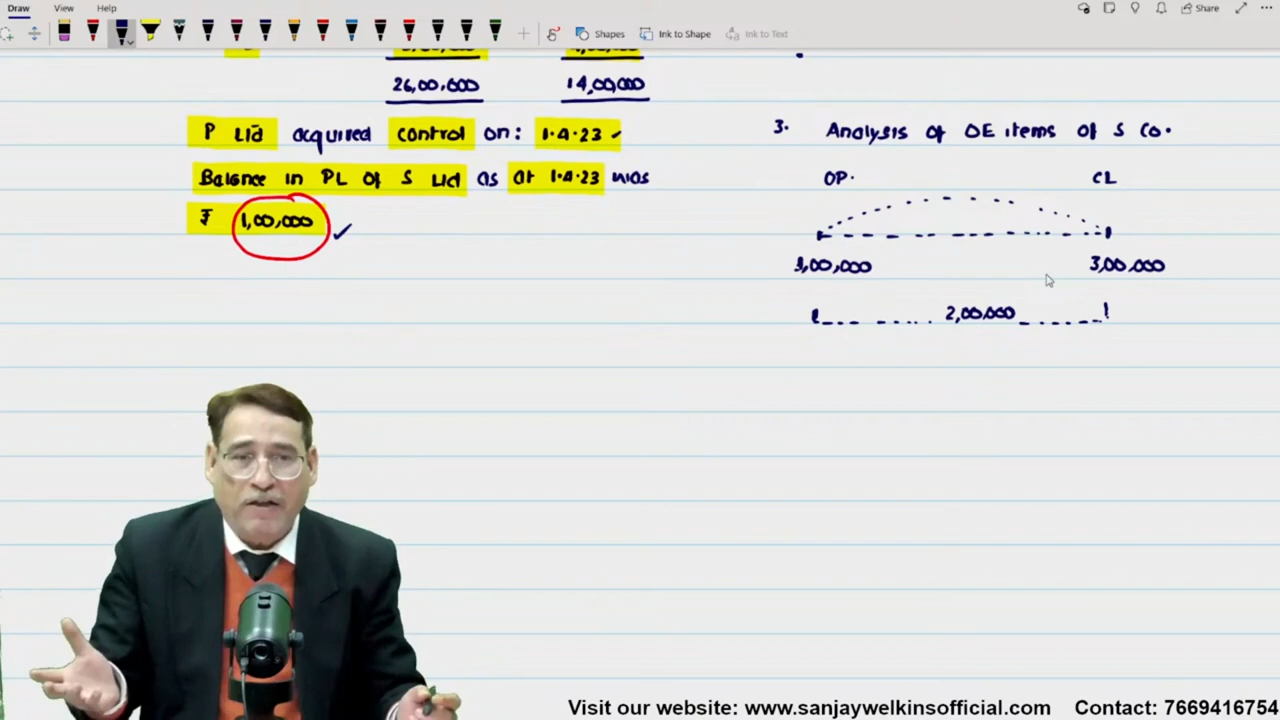 Draw View Help Share
Shapes Ink to Shape Ink to Text
26,00,000 14,00,000
P Ltd acquired control on: 1.4.23
Balance in PL of S Ltd as at 1.4.23 was
₹ 1,00,000
3. Analysis of OE items of S Co.
OP. CL
1,00,000 3,00,000
2,00,000
Visit our website: www.sanjaywelkinsofficial.com Contact: 7669416754